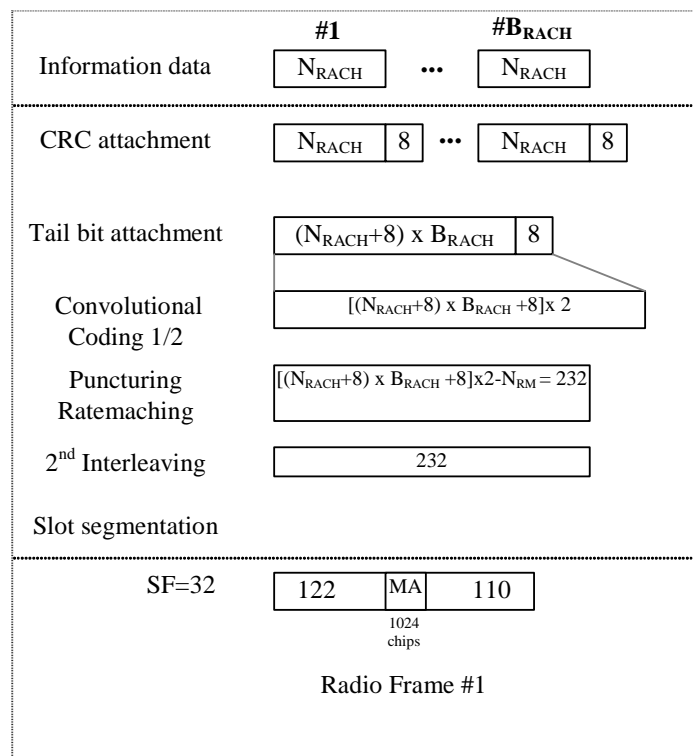 #1 #B_RACH
Information data N_RACH ••• N_RACH
CRC attachment N_RACH 8 ••• N_RACH 8
Tail bit attachment (N_RACH+8) x B_RACH 8
Convolutional
Coding 1/2
[(N_RACH+8) x B_RACH +8]x 2
Puncturing
Ratemaching
[(N_RACH+8) x B_RACH +8]x2-N_RM = 232
2nd Interleaving 232
Slot segmentation
SF=32 122 MA 110
1024
chips
Radio Frame #1